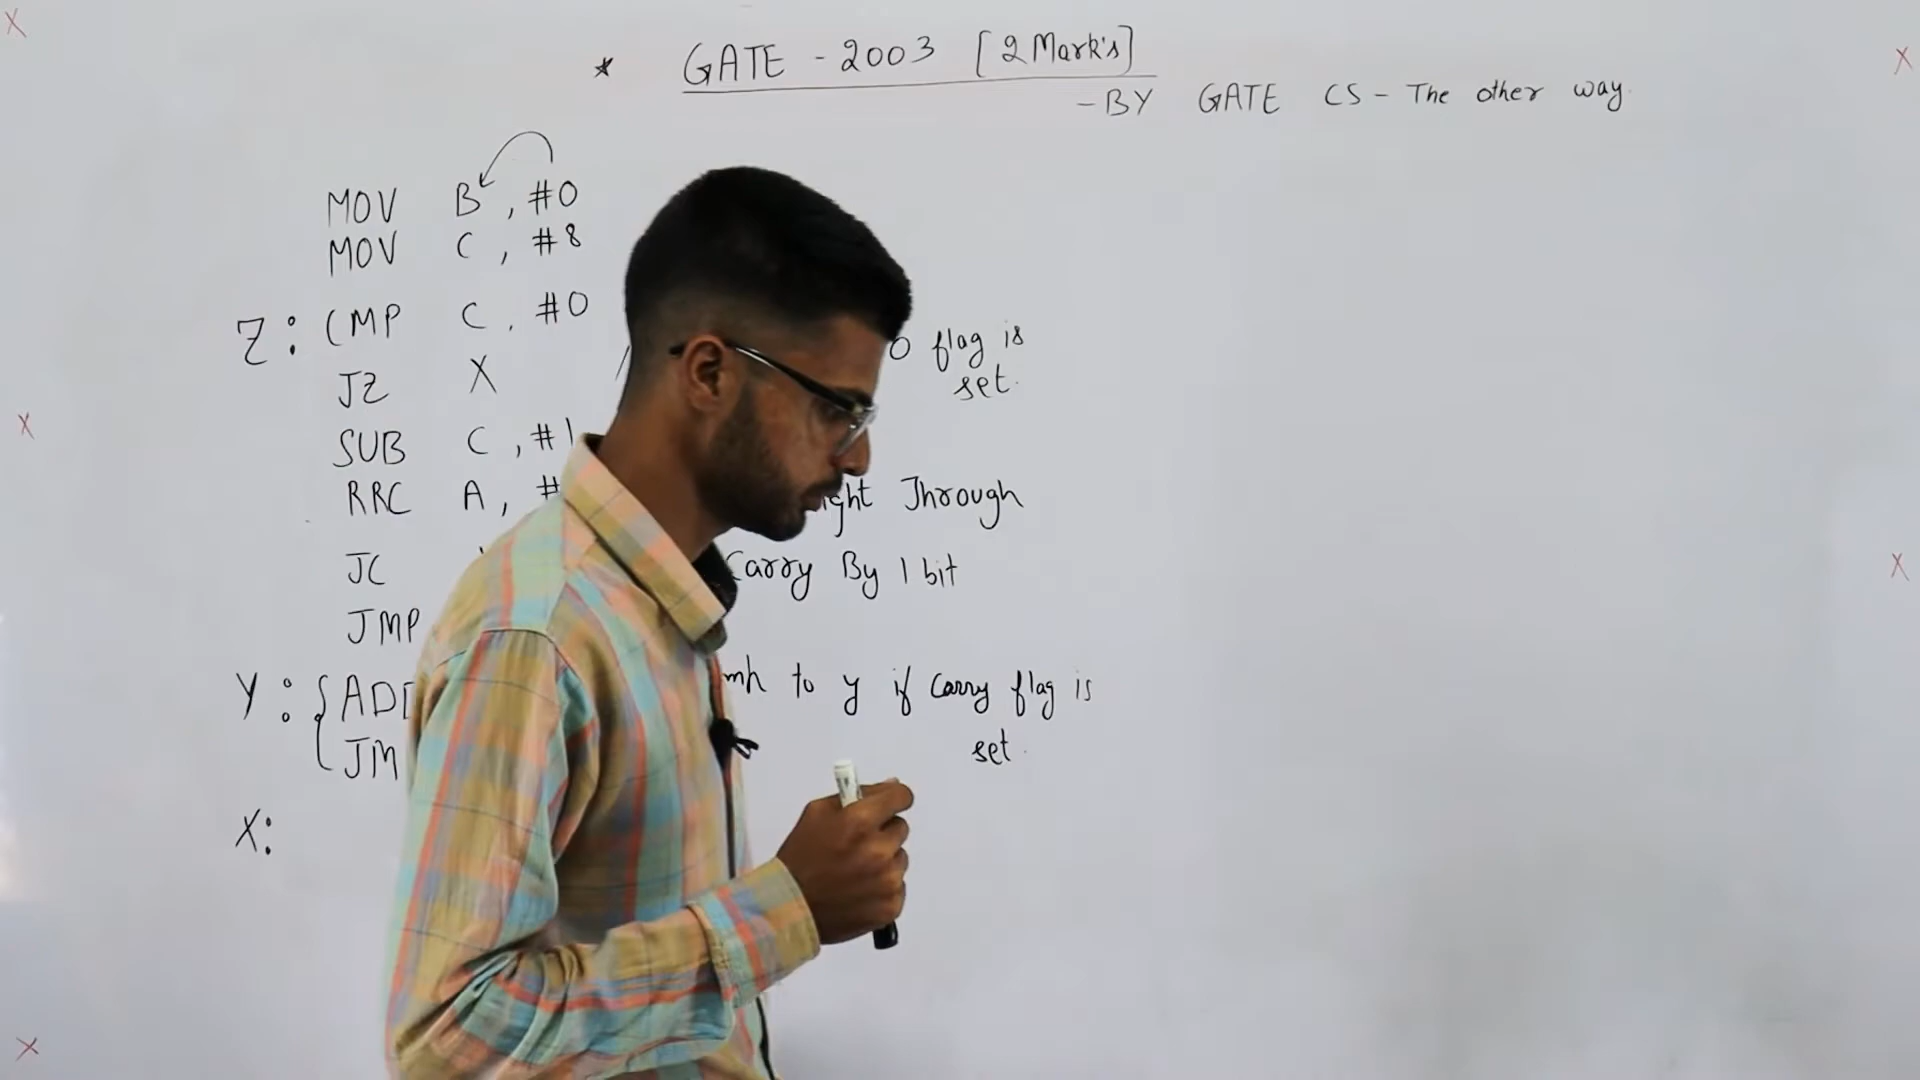 * GATE - 2003 [2 Mark's]
- BY GATE CS - The other way.
MOV B, #0
MOV C, #8
Z: CMP C, #0
JZ X / 0 flag is
set.
SUB C, #1
RRC A, # Through
JC Carry By 1 bit
JMP
Y: { ADD to y if Carry flag is
JM set.
X: